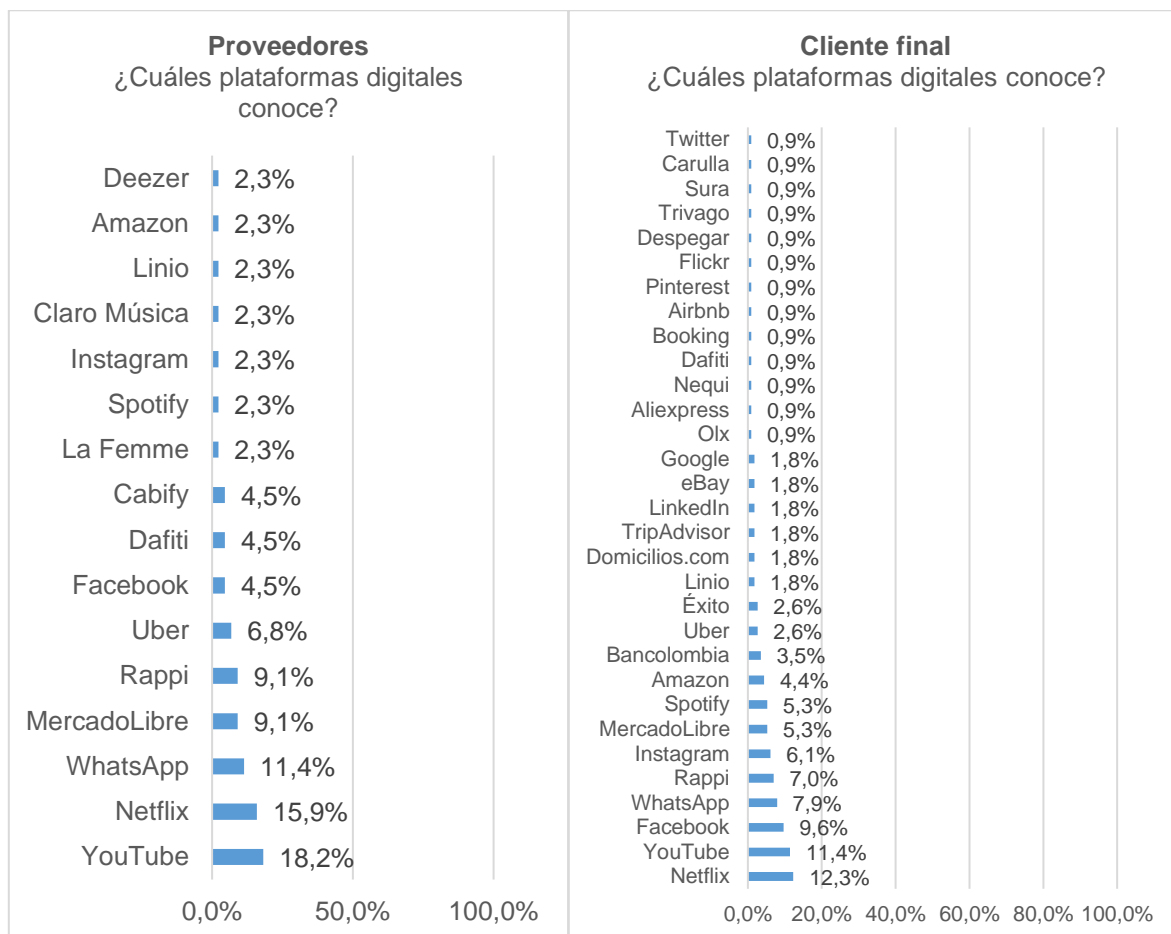 Proveedores
¿Cuáles plataformas digitales
conoce?
Deezer 2,3%
Amazon 2,3%
Linio 2,3%
Claro Música 2,3%
Instagram 2,3%
Spotify 2,3%
La Femme 2,3%
Cabify 4,5%
Dafiti 4,5%
Facebook 4,5%
Uber 6,8%
Rappi 9,1%
MercadoLibre 9,1%
WhatsApp 11,4%
Netflix 15,9%
YouTube 18,2%
0,0% 50,0% 100,0%
Cliente final
¿Cuáles plataformas digitales conoce?
Twitter 0,9%
Carulla 0,9%
Sura 0,9%
Trivago 0,9%
Despegar 0,9%
Flickr 0,9%
Pinterest 0,9%
Airbnb 0,9%
Booking 0,9%
Dafiti 0,9%
Nequi 0,9%
Aliexpress 0,9%
Olx 0,9%
Google 1,8%
eBay 1,8%
LinkedIn 1,8%
TripAdvisor 1,8%
Domicilios.com 1,8%
Linio 1,8%
Éxito 2,6%
Uber 2,6%
Bancolombia 3,5%
Amazon 4,4%
Spotify 5,3%
MercadoLibre 5,3%
Instagram 6,1%
Rappi 7,0%
WhatsApp 7,9%
Facebook 9,6%
YouTube 11,4%
Netflix 12,3%
0,0% 20,0% 40,0% 60,0% 80,0% 100,0%